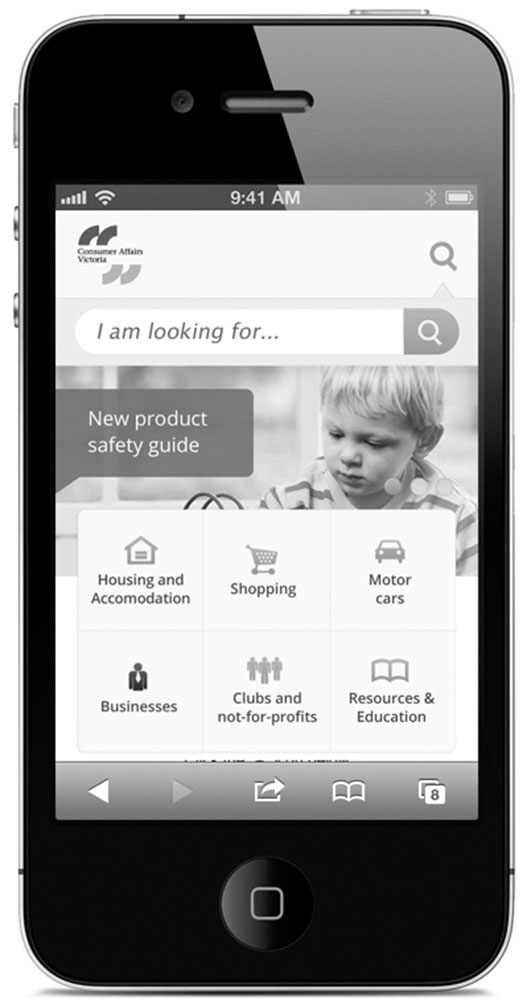 9:41 AM
Consumer Affairs
Victoria
I am looking for...
New product
safety guide
Housing and
Accomodation
Shopping
Motor
cars
Businesses
Clubs and
not-for-profits
Resources &
Education
8